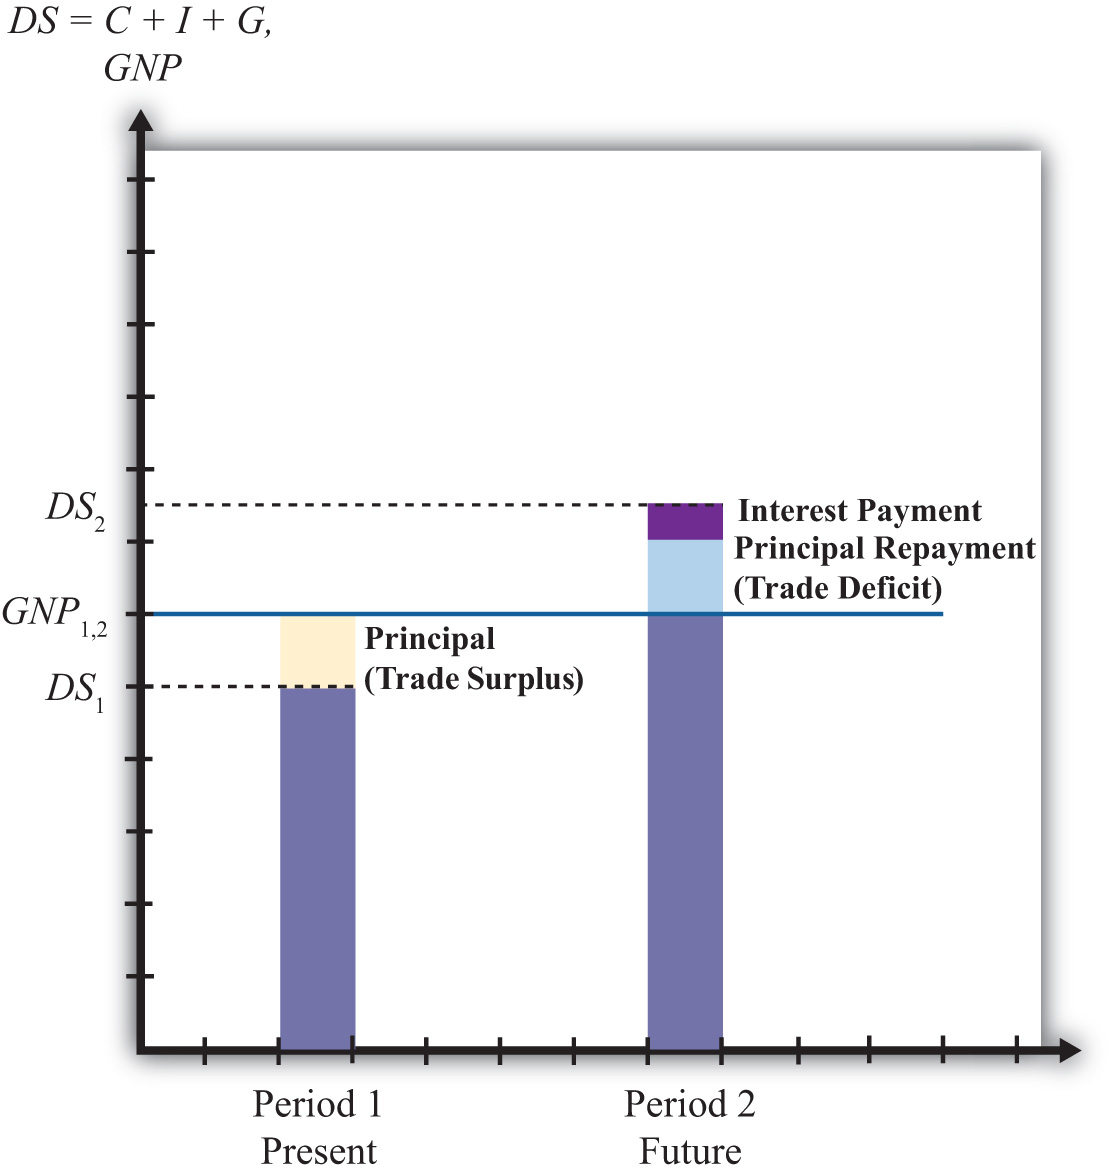 DS = C + I + G,
GNP
DS2
Interest Payment
Principal Repayment
(Trade Deficit)
GNP1,2
Principal
(Trade Surplus)
DS1
Period 1
Present
Period 2
Future